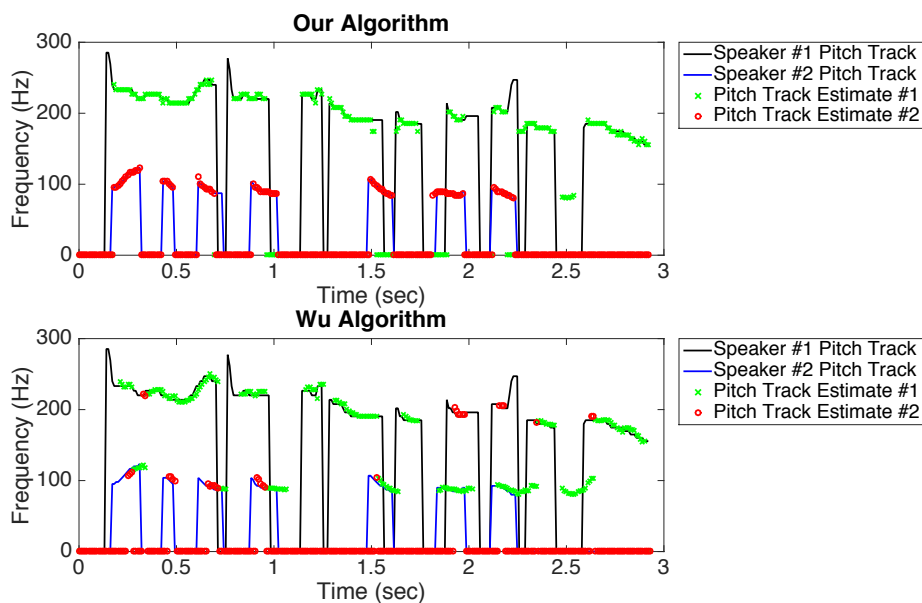 Our Algorithm
300
200
100
0
Frequency (Hz)
0 0.5 1 1.5 2 2.5 3
Time (sec)
Speaker #1 Pitch Track
Speaker #2 Pitch Track
Pitch Track Estimate #1
Pitch Track Estimate #2
Wu Algorithm
300
200
100
0
Frequency (Hz)
0 0.5 1 1.5 2 2.5 3
Time (sec)
Speaker #1 Pitch Track
Speaker #2 Pitch Track
Pitch Track Estimate #1
Pitch Track Estimate #2